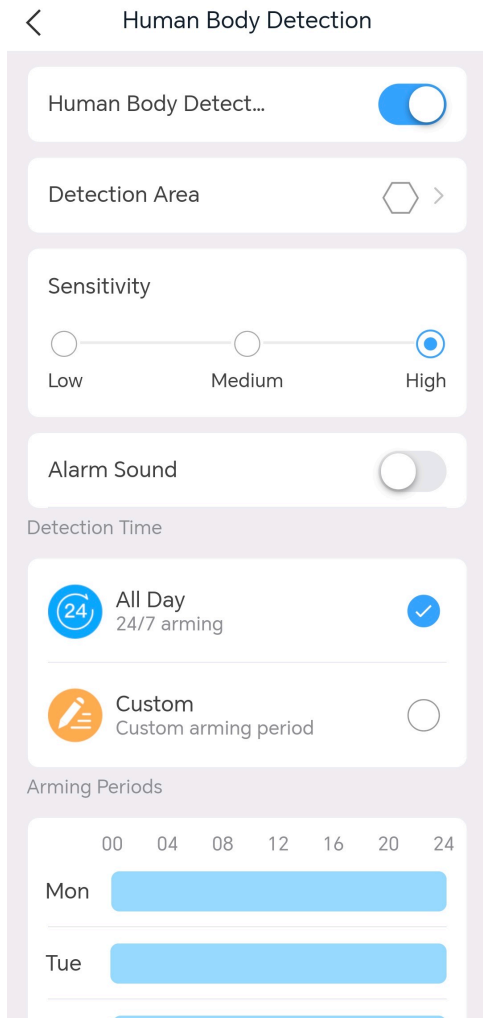 Human Body Detection
Human Body Detect...
Detection Area
Sensitivity
Low Medium High
Alarm Sound
Detection Time
24
All Day
24/7 arming
Custom
Custom arming period
Arming Periods
00 04 08 12 16 20 24
Mon
Tue